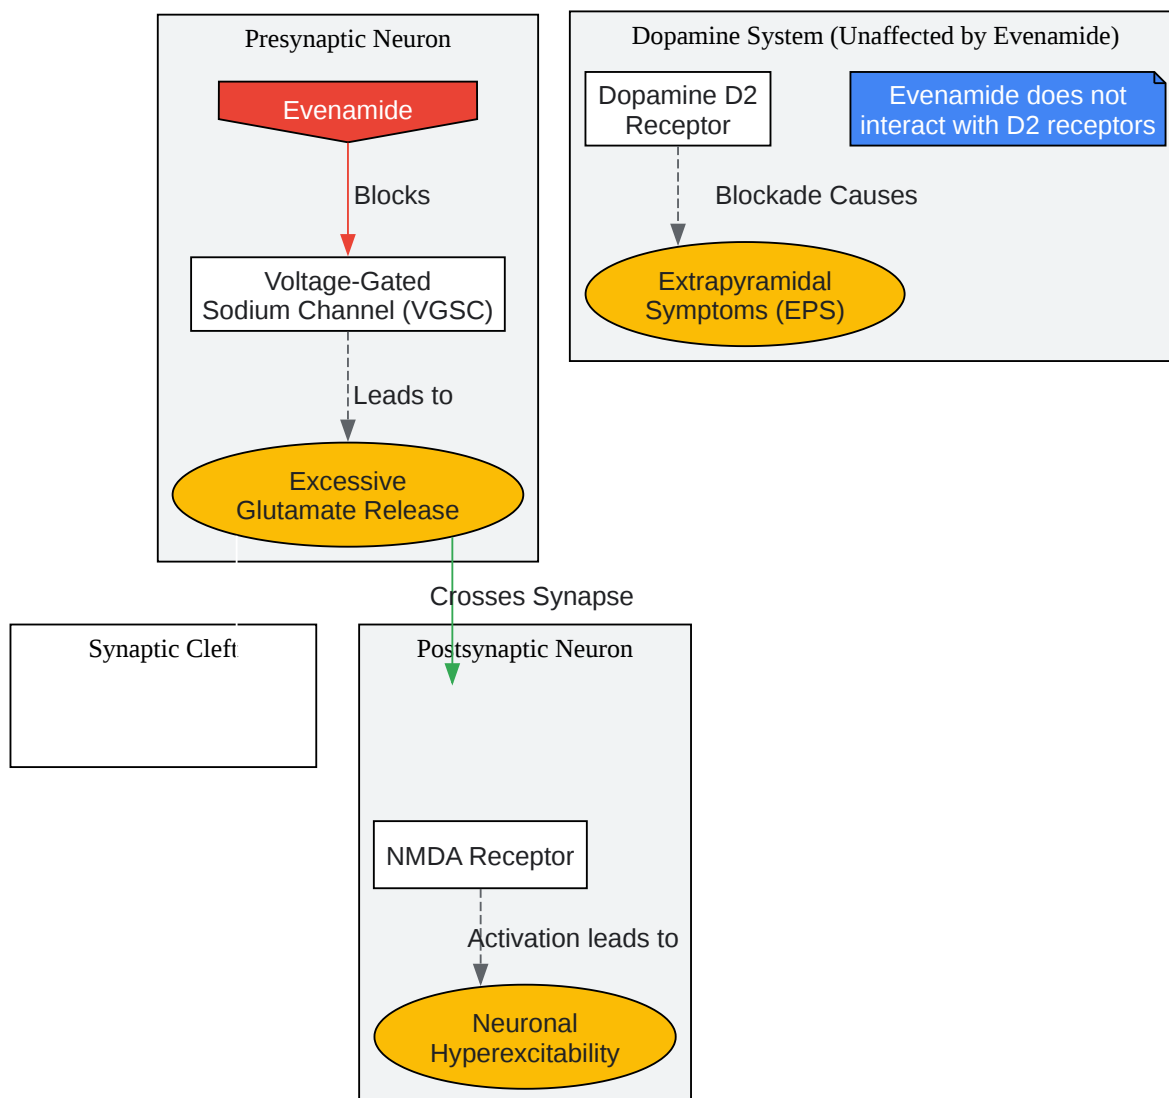 Presynaptic Neuron
Evenamide
Blocks
Voltage-Gated
Sodium Channel (VGSC)
Leads to
Excessive
Glutamate Release
Crosses Synapse
Dopamine System (Unaffected by Evenamide)
Dopamine D2
Receptor
Evenamide does not
interact with D2 receptors
Blockade Causes
Extrapyramidal
Symptoms (EPS)
Synaptic Cleft
Postsynaptic Neuron
NMDA Receptor
Activation leads to
Neuronal
Hyperexcitability